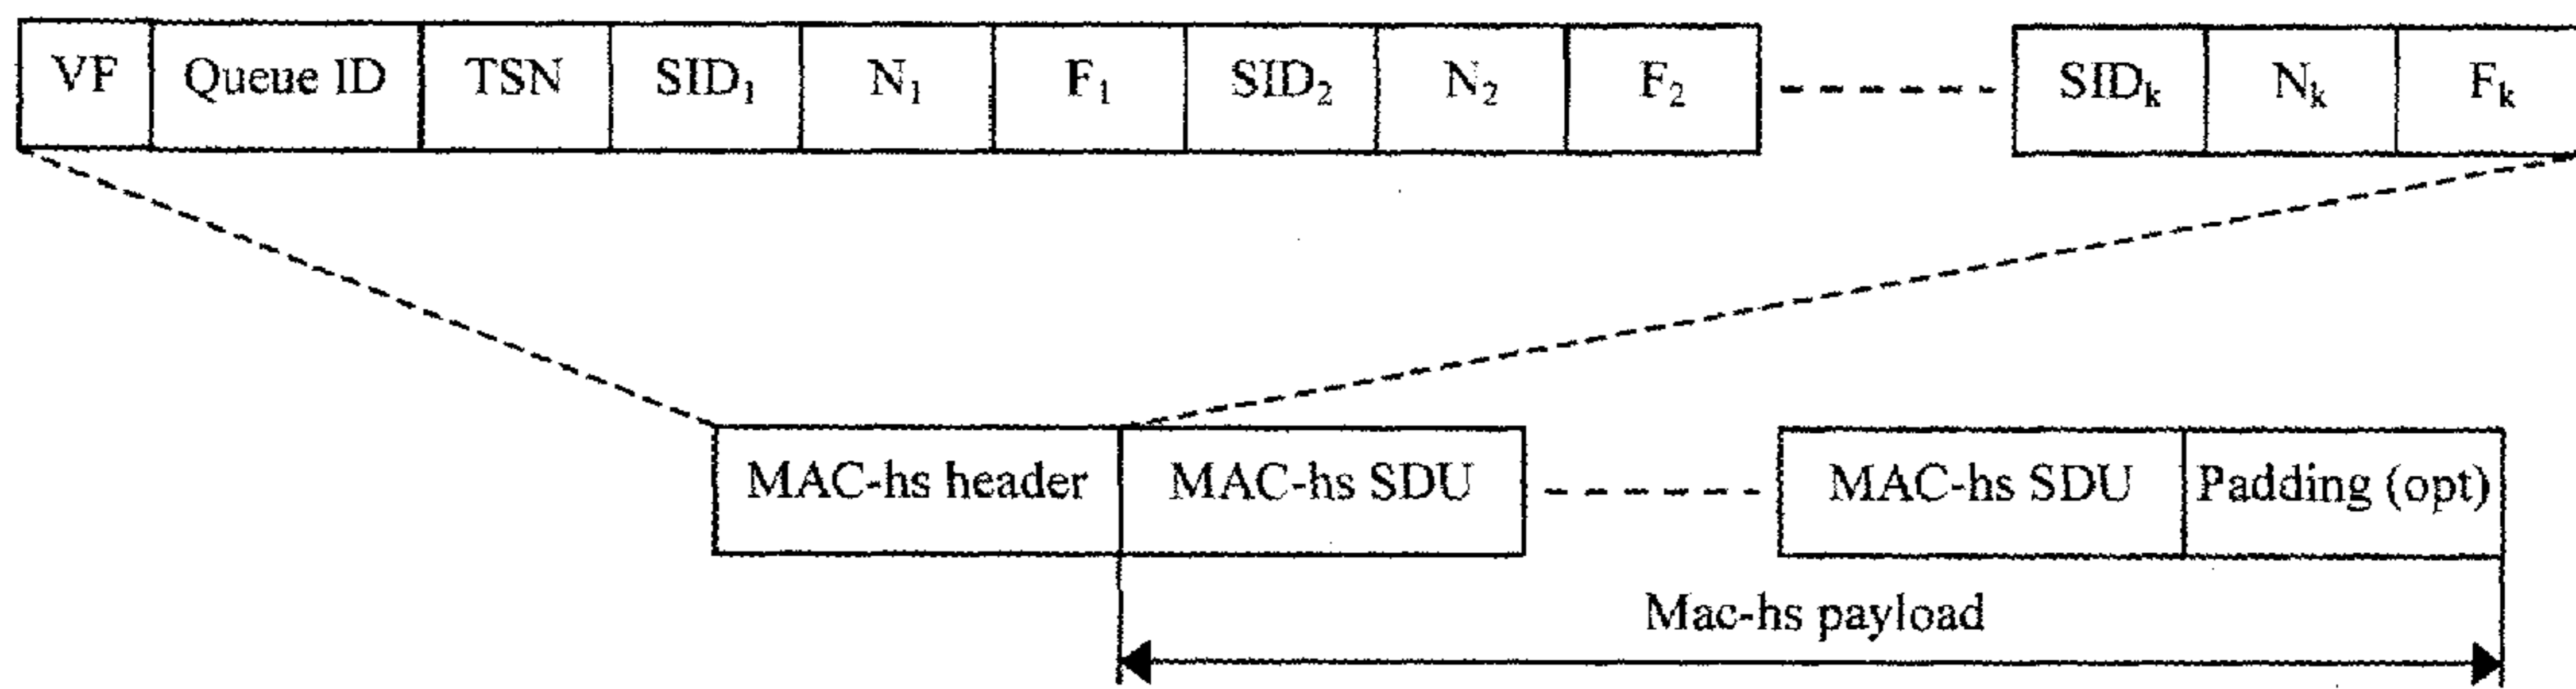 VF Queue ID TSN SID₁ N₁ F₁ SID₂ N₂ F₂ SIDₖ Nₖ Fₖ
MAC-hs header MAC-hs SDU MAC-hs SDU Padding (opt)
Mac-hs payload